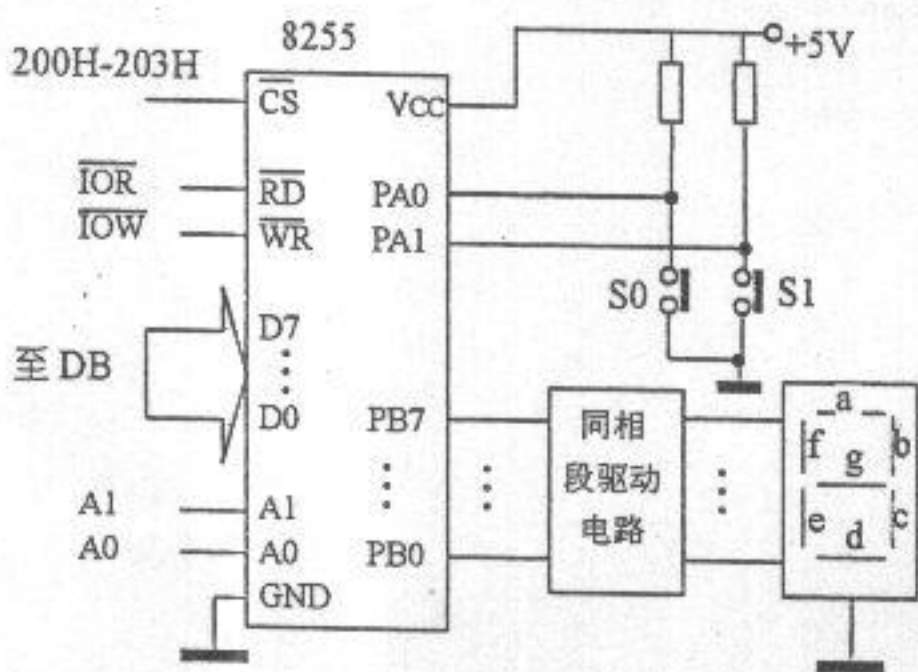 8255
200H-203H
CS
Vcc
+5V
IOR
RD
PA0
IOW
WR
PA1
S0
S1
D7
至 DB
D0
PB7
同相
段驱动
电路
a
f
b
g
e
c
d
A1
A1
A0
A0
PB0
GND